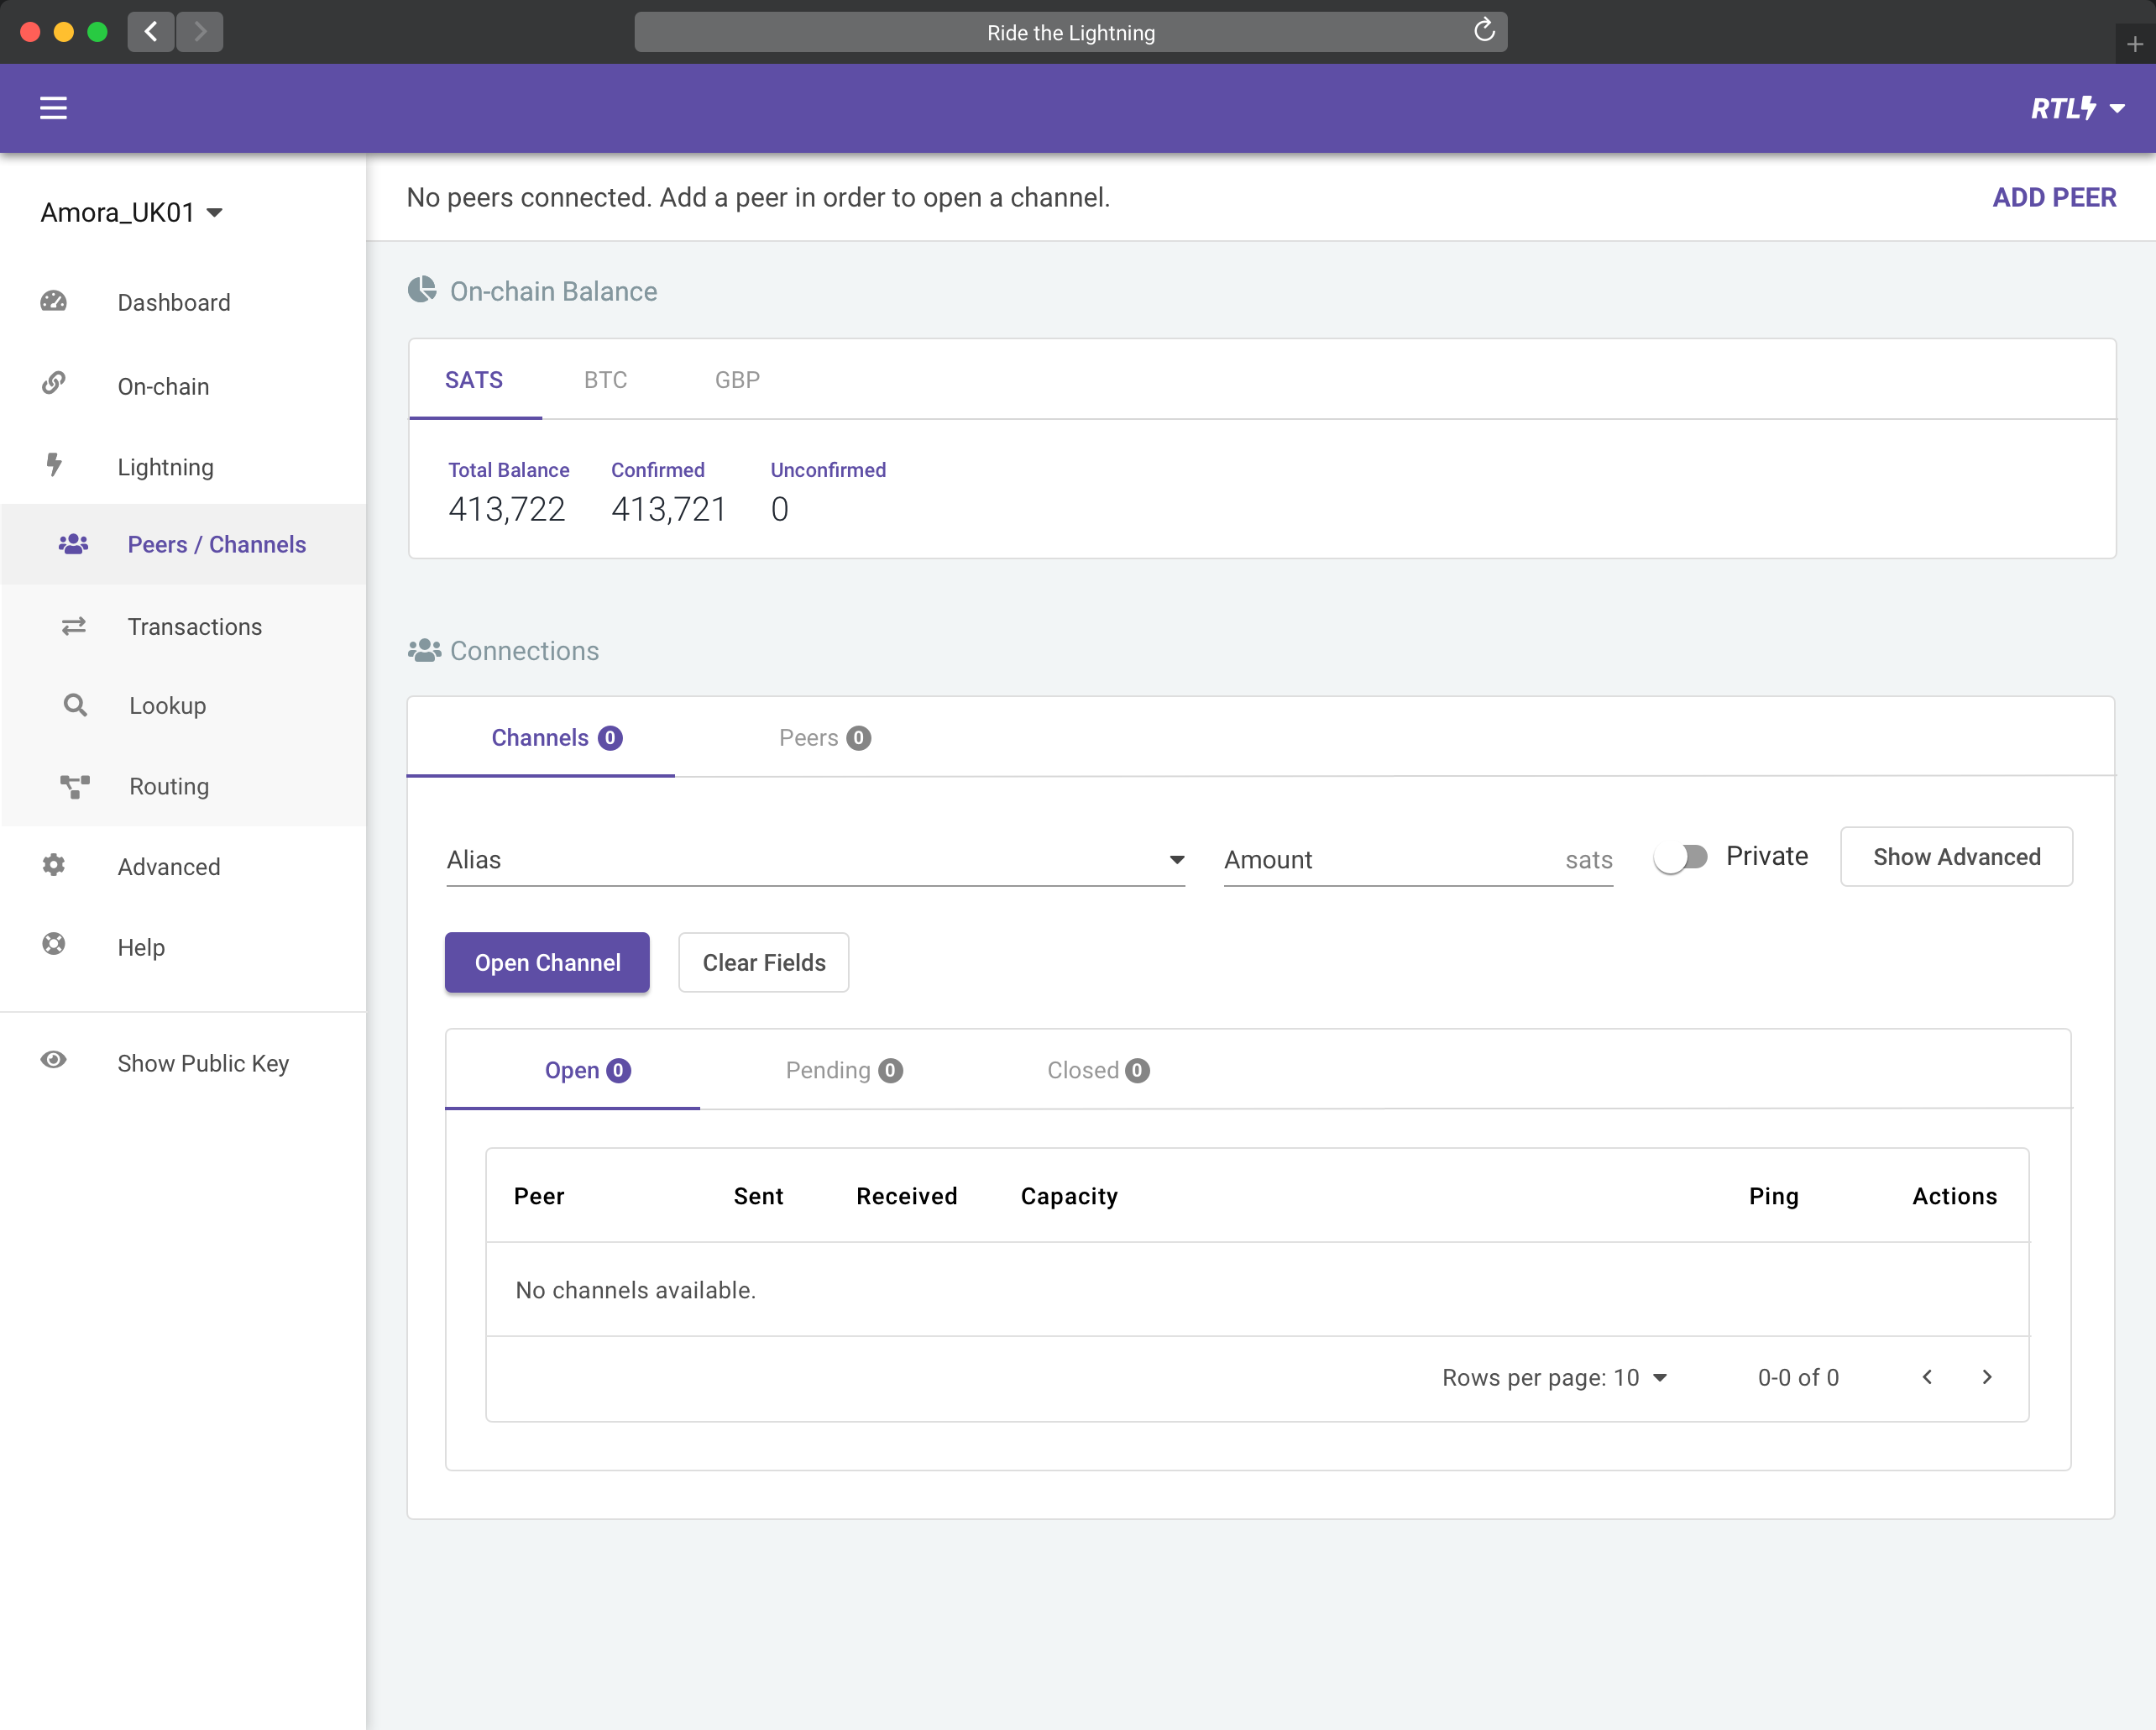 Ride the Lightning
RTL
Amora_UK01
Dashboard
On-chain
Lightning
Peers / Channels
Transactions
Lookup
Routing
Advanced
Help
Show Public Key
No peers connected. Add a peer in order to open a channel.
ADD PEER
On-chain Balance
SATS BTC GBP
Total Balance Confirmed Unconfirmed
413,722 413,721 0
Connections
Channels 0 Peers 0
Alias Amount sats Private Show Advanced
Open Channel Clear Fields
Open 0 Pending 0 Closed 0
Peer Sent Received Capacity Ping Actions
No channels available.
Rows per page: 10 0-0 of 0